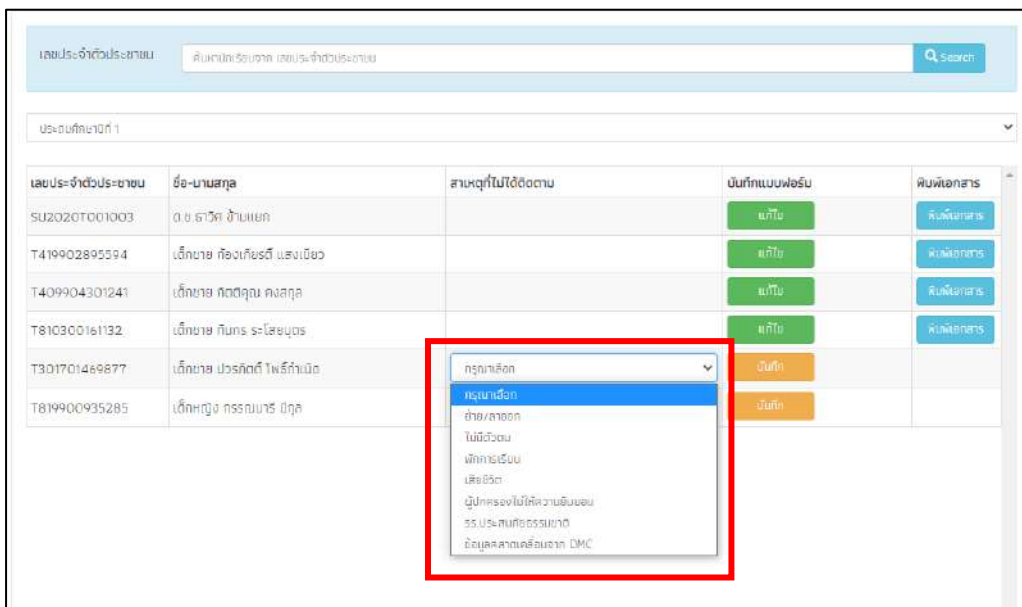 เลขประจำตัวประชาชน ค้นหานักเรียนจาก เลขประจำตัวประชาชน Search
ประถมศึกษาปีที่ 1
เลขประจำตัวประชาชน ชื่อ-นามสกุล สาเหตุที่ไม่ได้ติดตาม บันทึกแบบฟอร์ม พิมพ์เอกสาร
SU2020T001003 ด.ช.ธาวิศ ข้ามแยก แก้ไข พิมพ์เอกสาร
T419902895594 เด็กชาย ก้องเกียรติ์ แสงเขียว แก้ไข พิมพ์เอกสาร
T409904301241 เด็กชาย กิตติคุณ คงสกุล แก้ไข พิมพ์เอกสาร
T810300161132 เด็กชาย กินทร ระโสยบุตร แก้ไข พิมพ์เอกสาร
T301701469877 เด็กชาย ปวรกิตติ์ โพธิ์กำเนิด กรุณาเลือก บันทึก
T819900935285 เด็กหญิง กรรณนารี มีกุล บันทึก
กรุณาเลือก
ย้าย/ลาออก
ไม่มีตัวตน
พักการเรียน
เสียชีวิต
ผู้ปกครองไม่ให้ความยินยอม
รร.ประสบภัยธรรมชาติ
ข้อมูลคลาดเคลื่อนจาก DMC